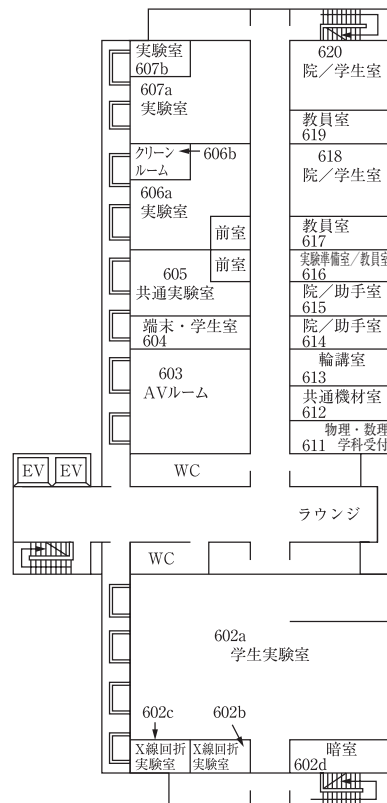 実験室
607b
607a
実験室
クリーン
ルーム
606b
606a
実験室
前室
前室
605
共通実験室
端末・学生室
604
603
AVルーム
620
院／学生室
教員室
619
618
院／学生室
教員室
617
実験準備室／教員室
616
院／助手室
615
院／助手室
614
輪講室
613
共通機材室
612
物理・数理
611 学科受付
EV
EV
WC
ラウンジ
WC
602a
学生実験室
602c
602b
X線回折
実験室
X線回折
実験室
暗室
602d